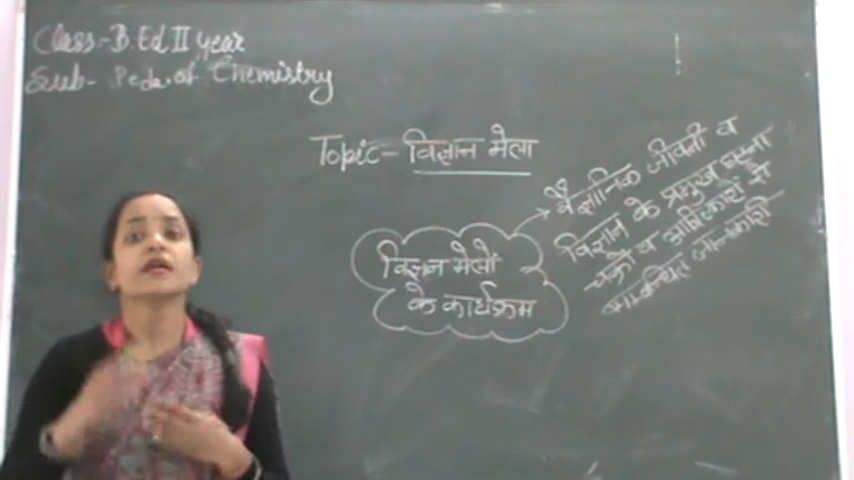 Class:- B.Ed II year
Sub- Peda. of Chemistry
Topic- विज्ञान मेला
विज्ञान मेलों
के कार्यक्रम
वैज्ञानिक जीवनी व
विज्ञान के प्रमुख घटना
चक्रो व आविष्कारों से
सम्बन्धित जानकारी